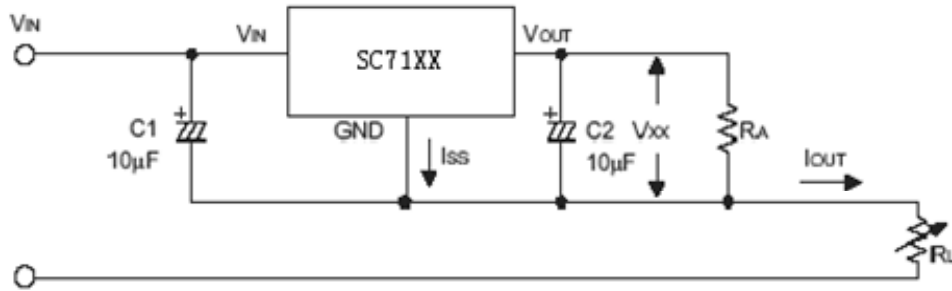 VIN
VIN
SC71XX
VOUT
GND
C1
10μF
ISS
C2
10μF
VXX
RA
IOUT
RL